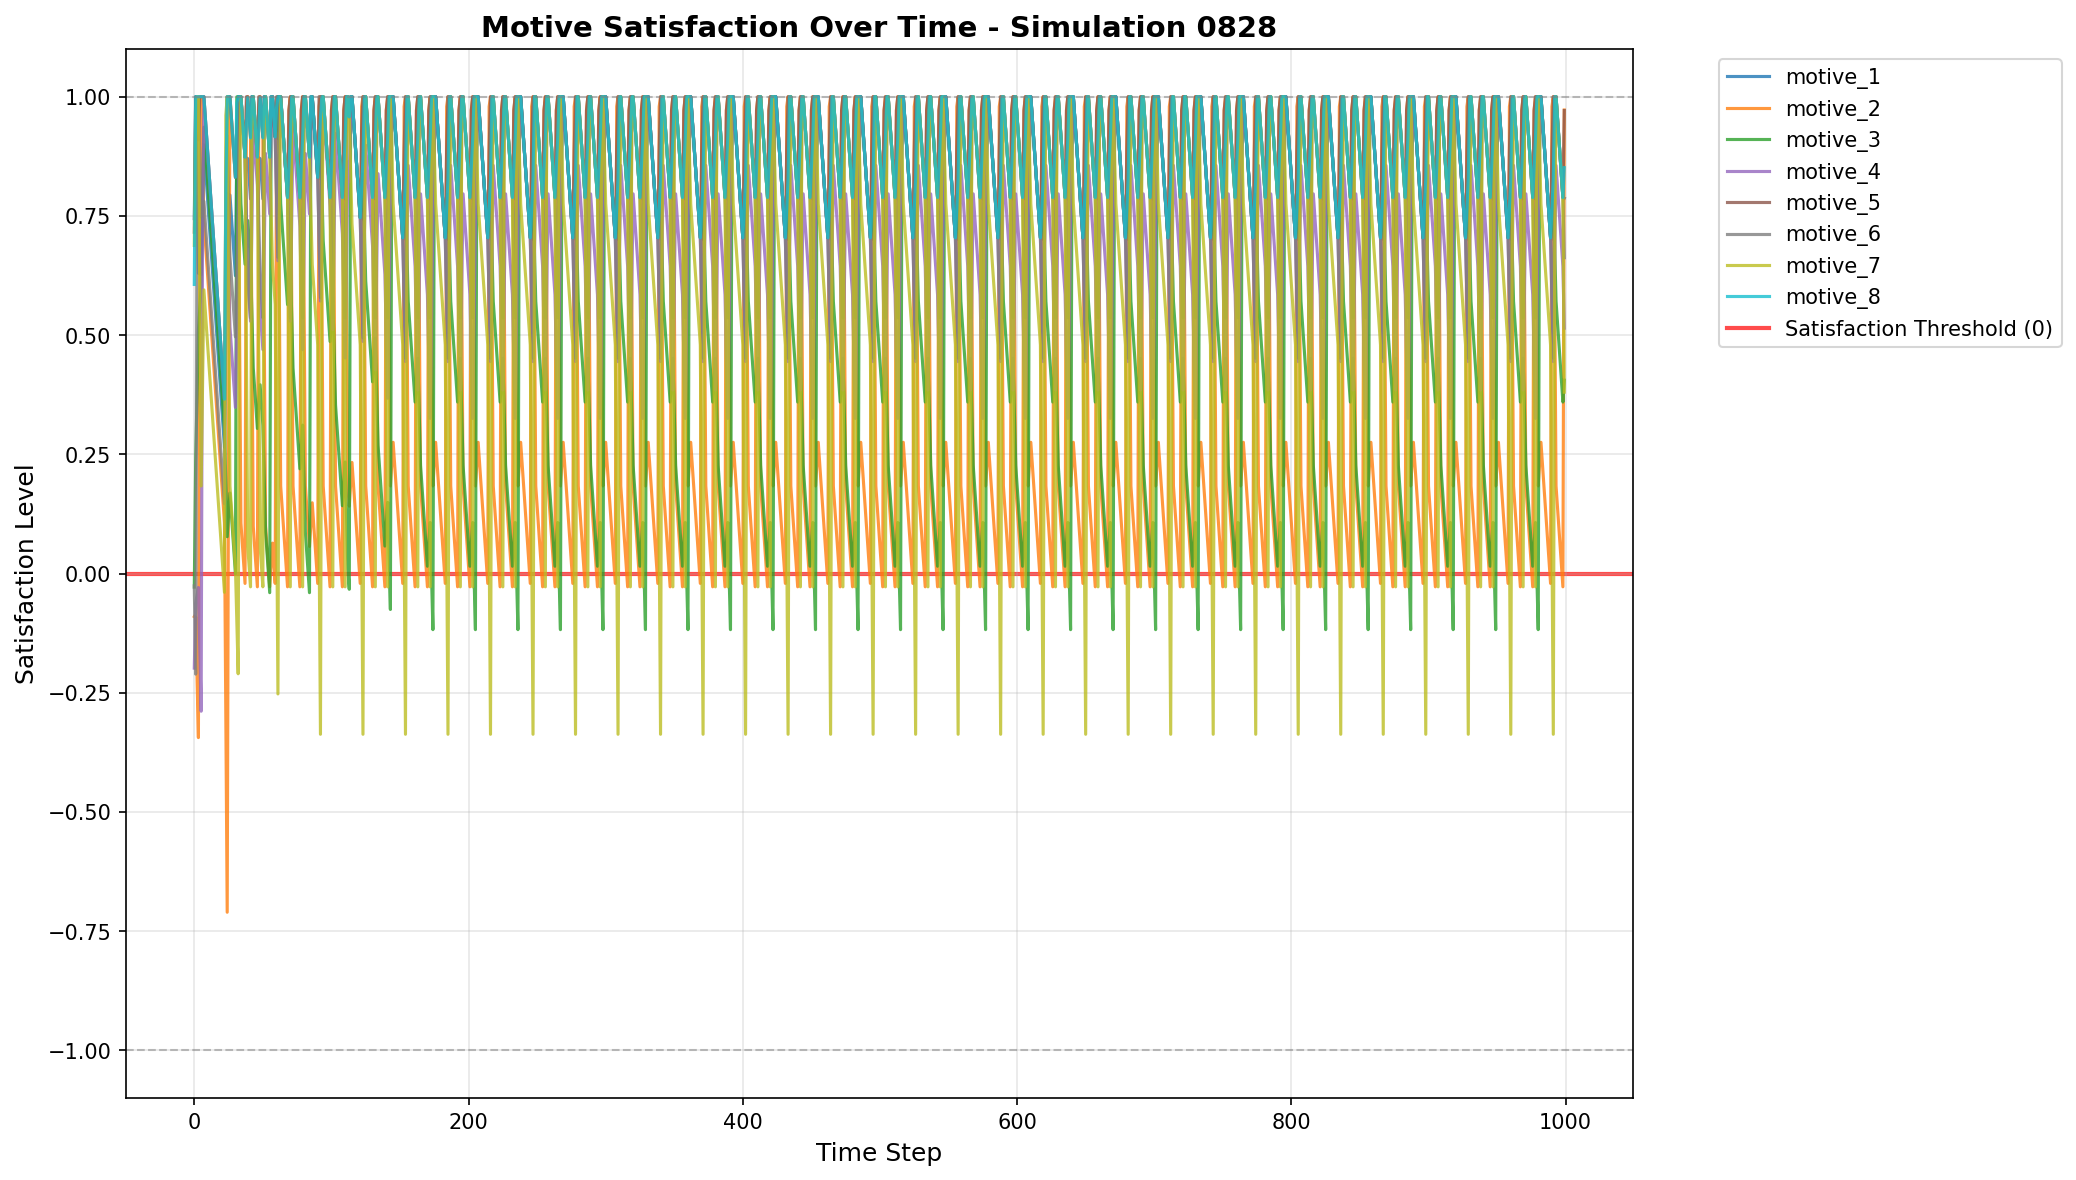 Motive Satisfaction Over Time - Simulation 0828
Satisfaction Level
1.00
0.75
0.50
0.25
0.00
−0.25
−0.50
−0.75
−1.00
0
200
400
600
800
1000
Time Step
motive_1
motive_2
motive_3
motive_4
motive_5
motive_6
motive_7
motive_8
Satisfaction Threshold (0)